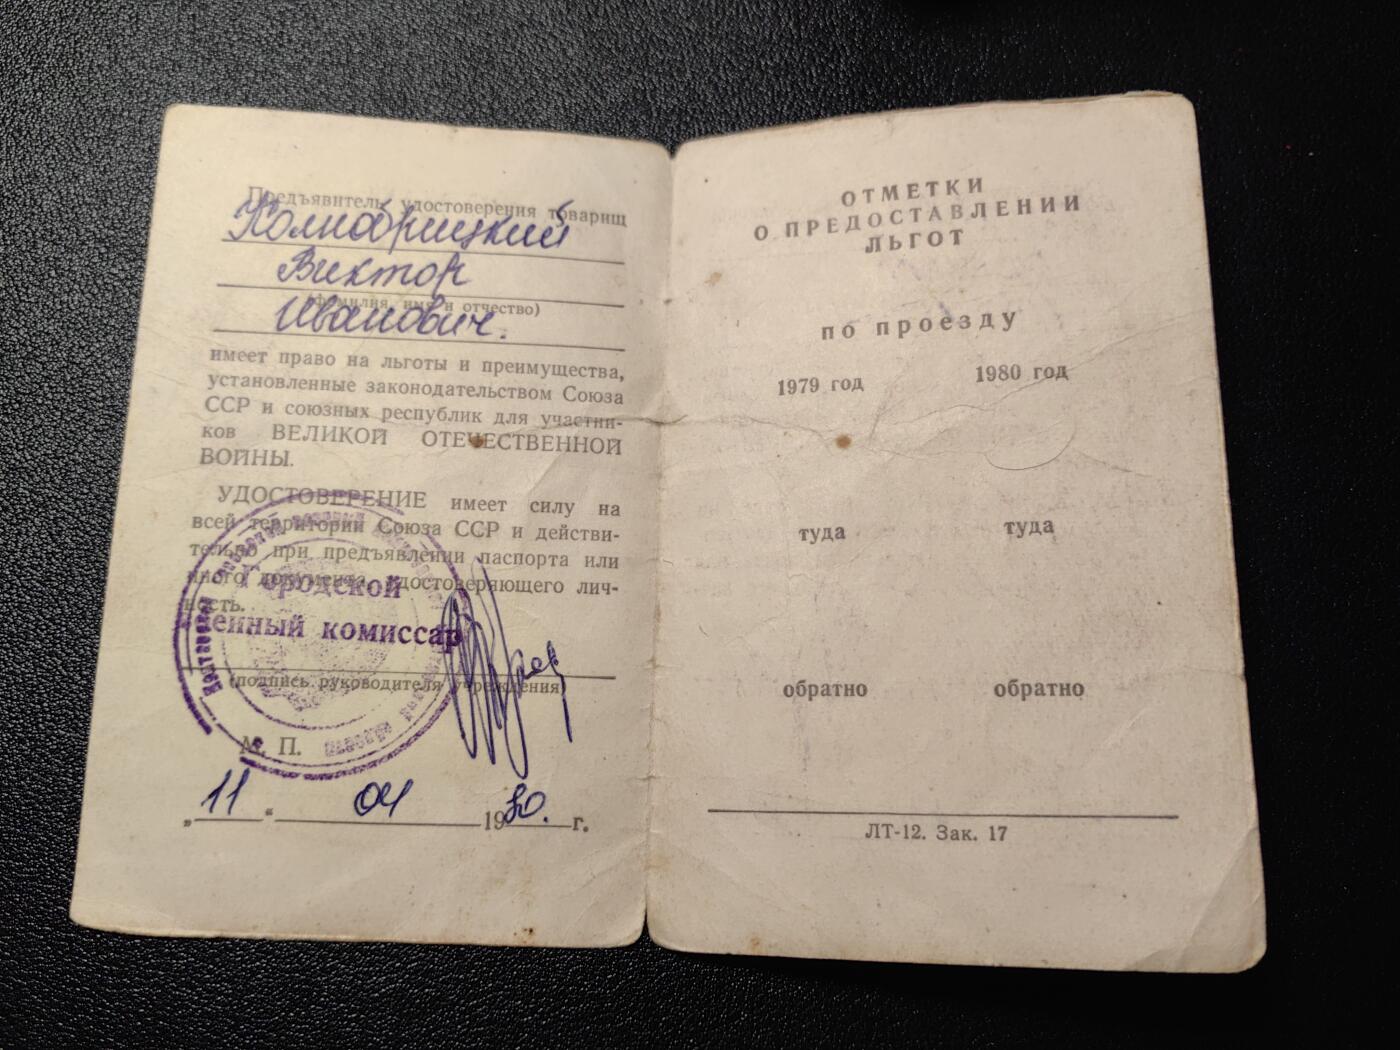 Предъявитель удостоверения товарищ
Виктор
(фамилия, имя и отчество)
Иванович.
имеет право на льготы и преимущества,
установленные законодательством Союза
ССР и союзных республик для участни-
ков ВЕЛИКОЙ ОТЕЧЕСТВЕННОЙ
ВОЙНЫ.
УДОСТОВЕРЕНИЕ имеет силу на
всей территории Союза ССР и действи-
тельно при предъявлении паспорта или
иного документа, удостоверяющего лич-
ность.
Городской
военный комиссар
(подпись руководителя учреждения)
М. П.
„11“ 04 1980. г.
ОТМЕТКИ
О ПРЕДОСТАВЛЕНИИ
ЛЬГОТ
по проезду
1979 год 1980 год
туда туда
обратно обратно
ЛТ-12. Зак. 17